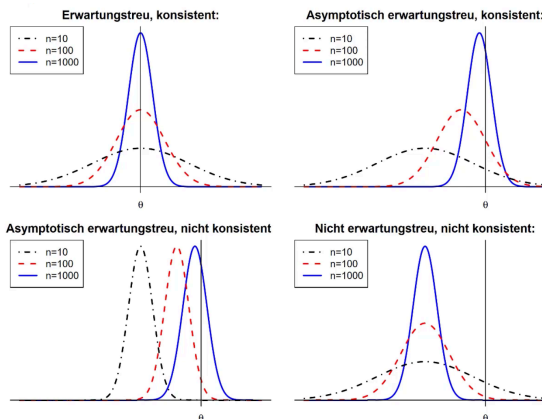 Erwartungstreu, konsistent:
n=10
n=100
n=1000
θ
Asymptotisch erwartungstreu, konsistent:
n=10
n=100
n=1000
θ
Asymptotisch erwartungstreu, nicht konsistent
n=10
n=100
n=1000
θ
Nicht erwartungstreu, nicht konsistent:
n=10
n=100
n=1000
θ